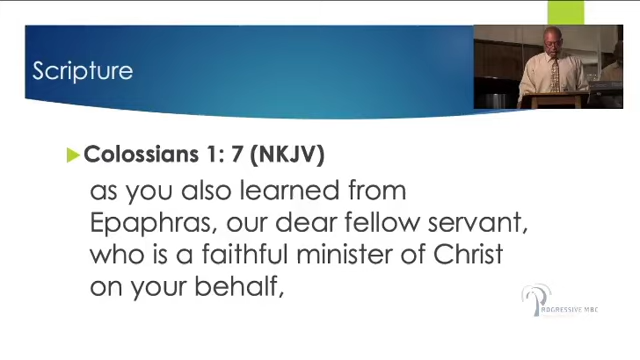 Scripture
Colossians 1: 7 (NKJV)
as you also learned from
Epaphras, our dear fellow servant,
who is a faithful minister of Christ
on your behalf,
PROGRESSIVE MBC